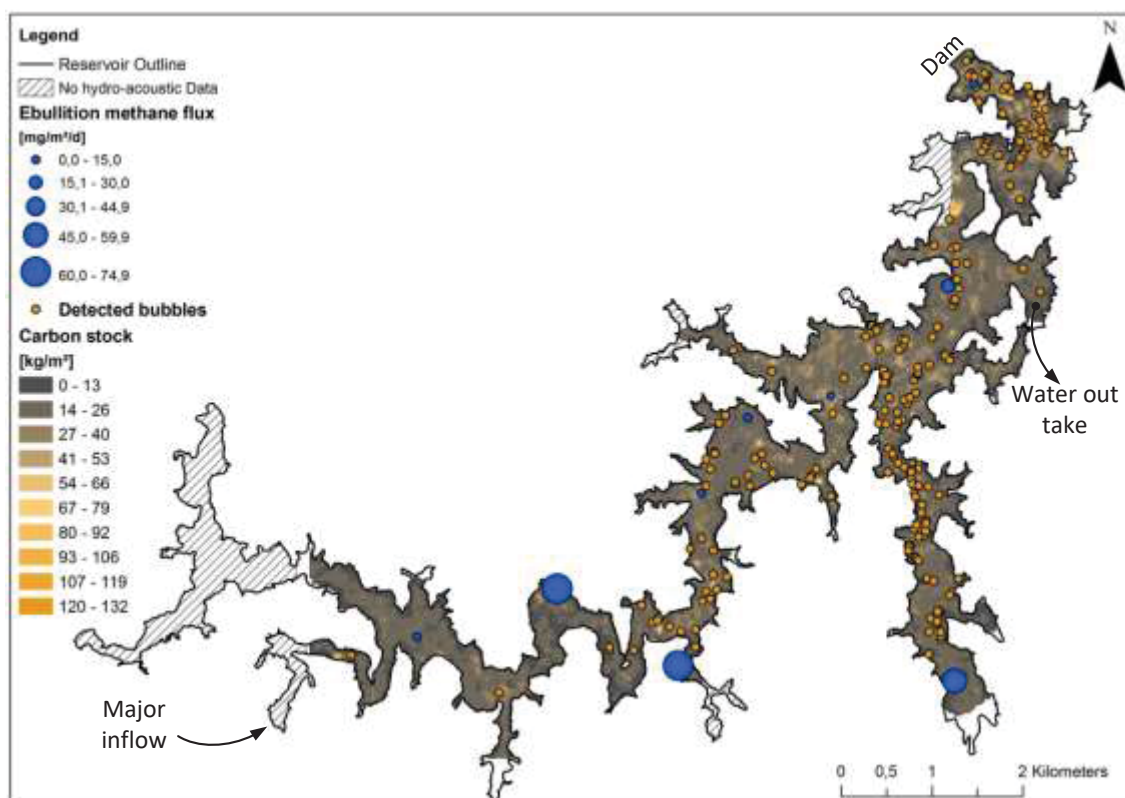 Legend
Reservoir Outline
No hydro-acoustic Data
Ebullition methane flux
[mg/m²/d]
0,0 - 15,0
15,1 - 30,0
30,1 - 44,9
45,0 - 59,9
60,0 - 74,9
Detected bubbles
Carbon stock
[kg/m²]
0 - 13
14 - 26
27 - 40
41 - 53
54 - 66
67 - 79
80 - 92
93 - 106
107 - 119
120 - 132
Dam
N
Water out
take
Major
inflow
0 0,5 1 2 Kilometers